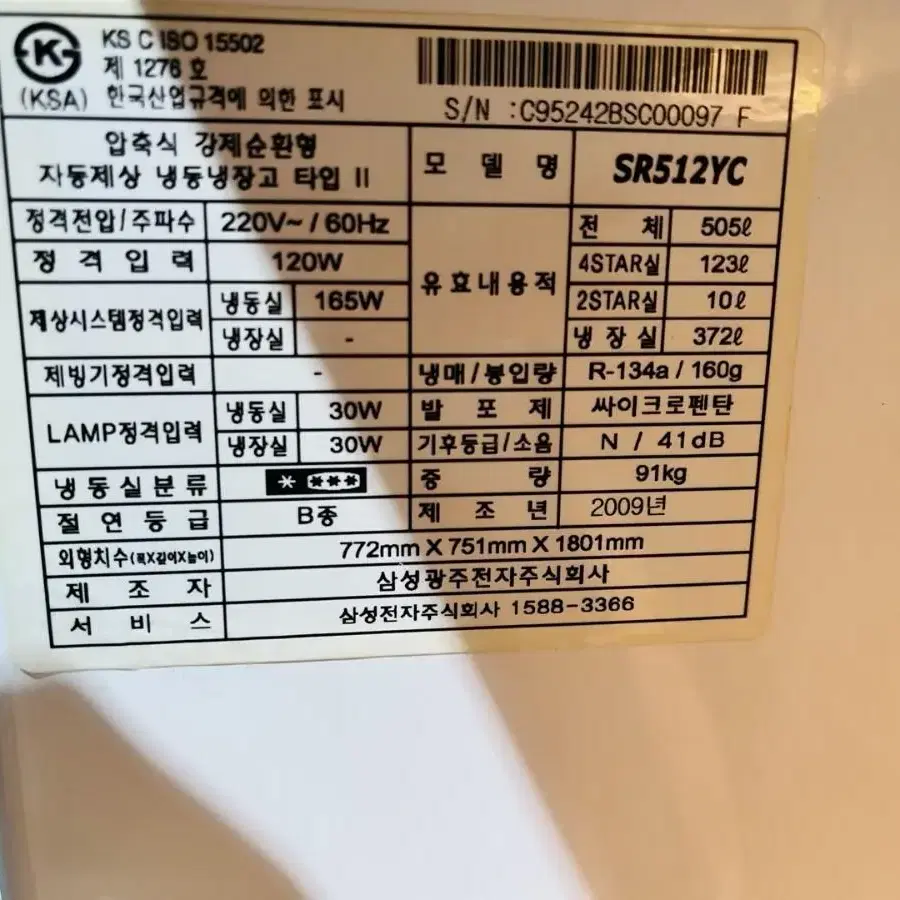 KS C ISO 15502
제 1276 호
(KSA) 한국산업규격에 의한 표시
S/N :C95242BSC00097 F
압축식 강제순환형
자동제상 냉동냉장고 타입 II
모 델 명 SR512YC
정격전압/주파수 220V~ / 60Hz
정 격 입 력 120W
제상시스템정격입력 냉동실 165W
냉장실 -
제빙기정격입력 -
LAMP정격입력 냉동실 30W
냉장실 30W
냉동실분류 * ***
절 연 등 급 B종
유효내용적 전 체 505ℓ
4STAR실 123ℓ
2STAR실 10ℓ
냉 장 실 372ℓ
냉매/봉입량 R-134a / 160g
발 포 제 싸이크로펜탄
기후등급/소음 N / 41dB
중 량 91kg
제 조 년 2009년
외형치수(폭X깊이X높이) 772mm X 751mm X 1801mm
제 조 자 삼성광주전자주식회사
서 비 스 삼성전자주식회사 1588-3366